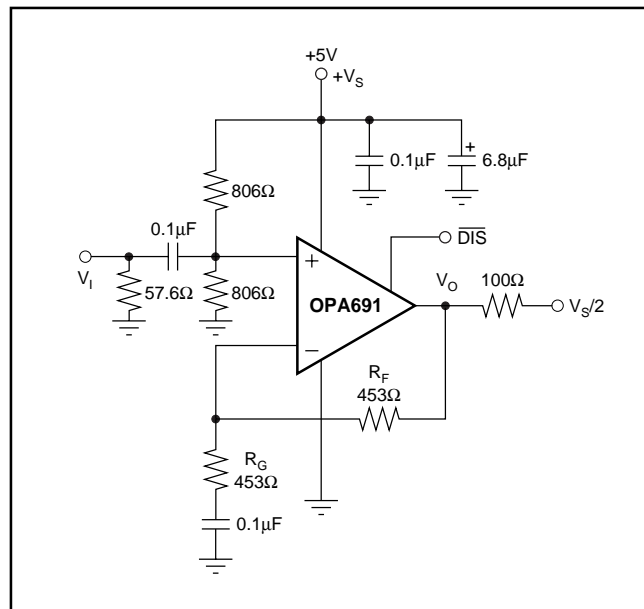 +5V
+V_S
0.1µF
6.8µF
806Ω
0.1µF
V_I
57.6Ω
806Ω
+
−
OPA691
D̅I̅S̅
V_O
100Ω
V_S/2
R_F
453Ω
R_G
453Ω
0.1µF
+